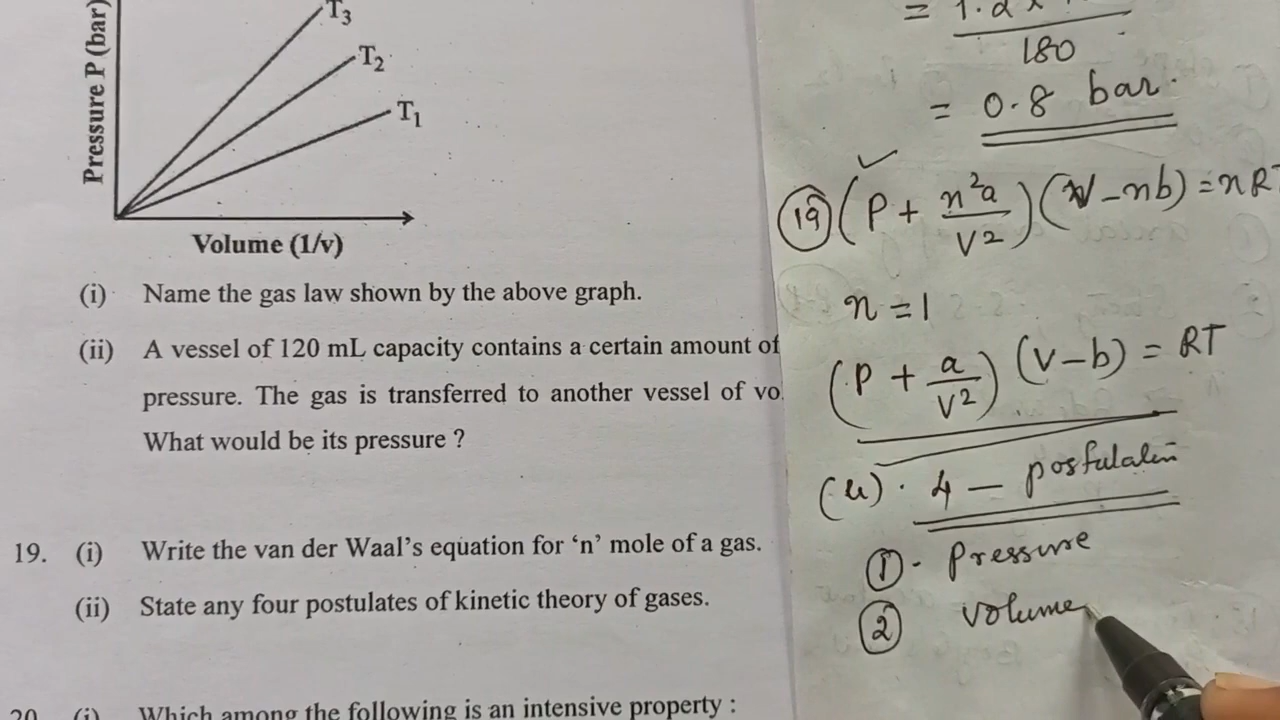 Pressure P (bar)
T3
T2
T1
Volume (1/v)
(i) Name the gas law shown by the above graph.
(ii) A vessel of 120 mL capacity contains a certain amount of
pressure. The gas is transferred to another vessel of vo
What would be its pressure ?
19. (i) Write the van der Waal's equation for 'n' mole of a gas.
(ii) State any four postulates of kinetic theory of gases.
20. (i) Which among the following is an intensive property :
180
= 0.8 bar.
19 (P + n²a/V²) (V - nb) = nRT
n = 1
(P + a/V²) (V - b) = RT
4 —
① - Pressure
② Volume